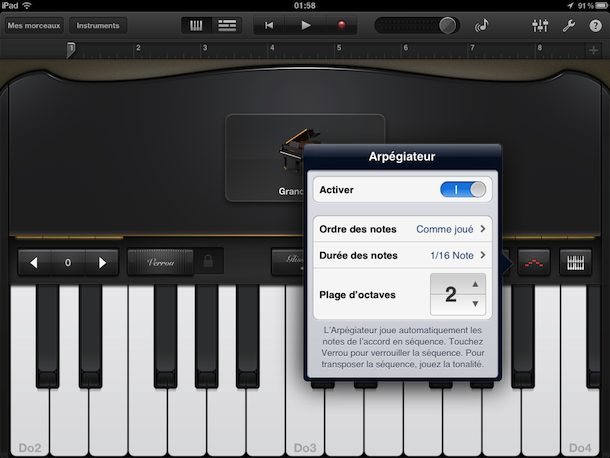 iPad 01:58 91 %
Mes morceaux Instruments
1 2 3 4 5 6 7 8 +
Arpégiateur
Activer
Grand
Ordre des notes Comme joué
Durée des notes 1/16 Note
0 Verrou
Plage d'octaves 2
L'Arpégiateur joue automatiquement les
notes de l'accord en séquence. Touchez
Verrou pour verrouiller la séquence. Pour
transposer la séquence, jouez la tonalité.
Do2 Do3 Do4